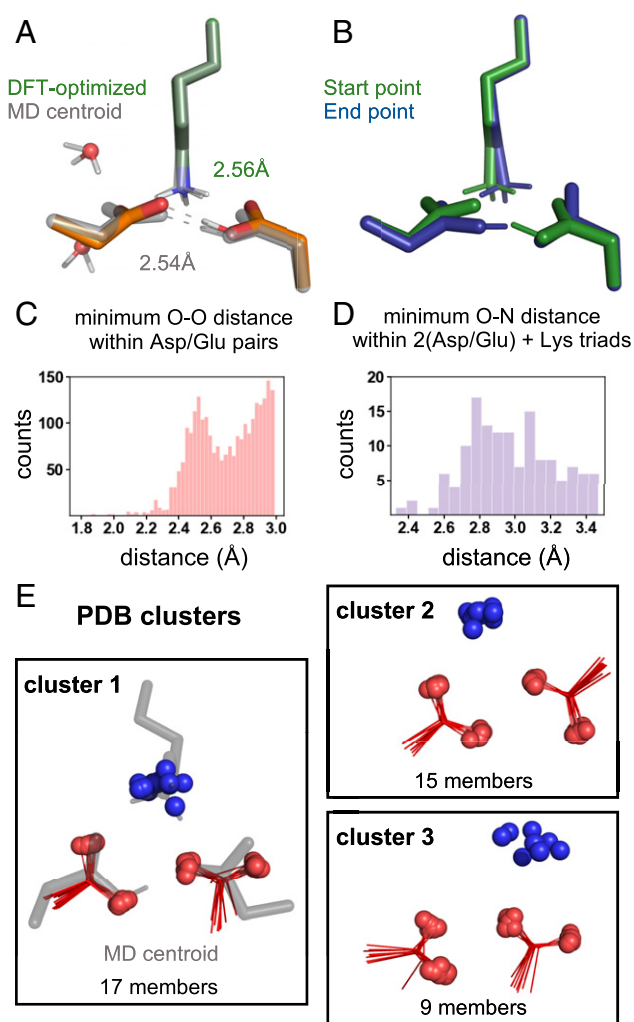 A
DFT-optimized
MD centroid
2.56Å
2.54Å
B
Start point
End point
C
minimum O-O distance
within Asp/Glu pairs
counts
150
100
50
1.8 2.0 2.2 2.4 2.6 2.8 3.0
distance (Å)
D
minimum O-N distance
within 2(Asp/Glu) + Lys triads
counts
20
15
10
5
2.4 2.6 2.8 3.0 3.2 3.4
distance (Å)
E
PDB clusters
cluster 1
MD centroid
17 members
cluster 2
15 members
cluster 3
9 members